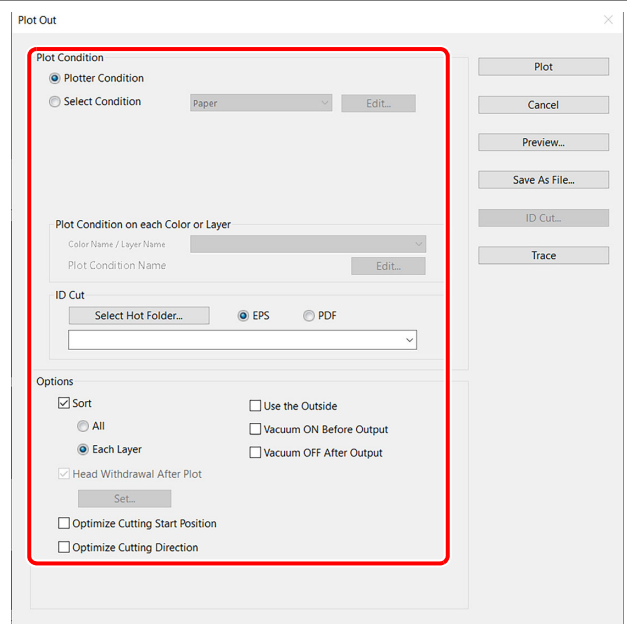 Plot Out
Plot Condition
Plotter Condition
Select Condition
Paper
Edit...
Plot Condition on each Color or Layer
Color Name / Layer Name
Plot Condition Name
Edit...
ID Cut
Select Hot Folder...
EPS
PDF
Options
Sort
All
Each Layer
Head Withdrawal After Plot
Set...
Optimize Cutting Start Position
Optimize Cutting Direction
Use the Outside
Vacuum ON Before Output
Vacuum OFF After Output
Plot
Cancel
Preview...
Save As File...
ID Cut...
Trace